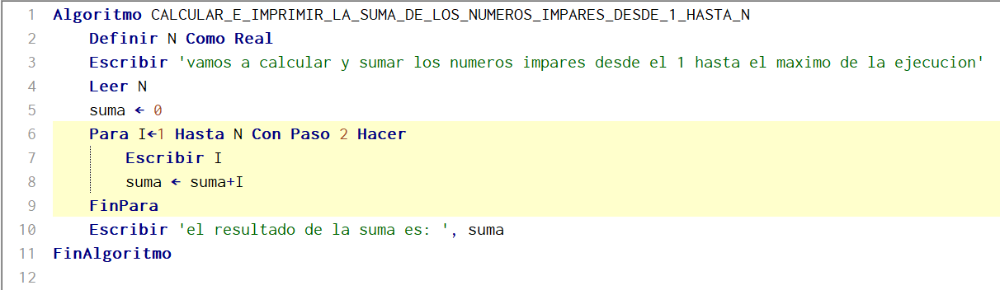 1 Algoritmo CALCULAR_E_IMPRIMIR_LA_SUMA_DE_LOS_NUMEROS_IMPARES_DESDE_1_HASTA_N
2 Definir N Como Real
3 Escribir 'vamos a calcular y sumar los numeros impares desde el 1 hasta el maximo de la ejecucion'
4 Leer N
5 suma ← 0
6 Para I←1 Hasta N Con Paso 2 Hacer
7 Escribir I
8 suma ← suma+I
9 FinPara
10 Escribir 'el resultado de la suma es: ', suma
11 FinAlgoritmo
12